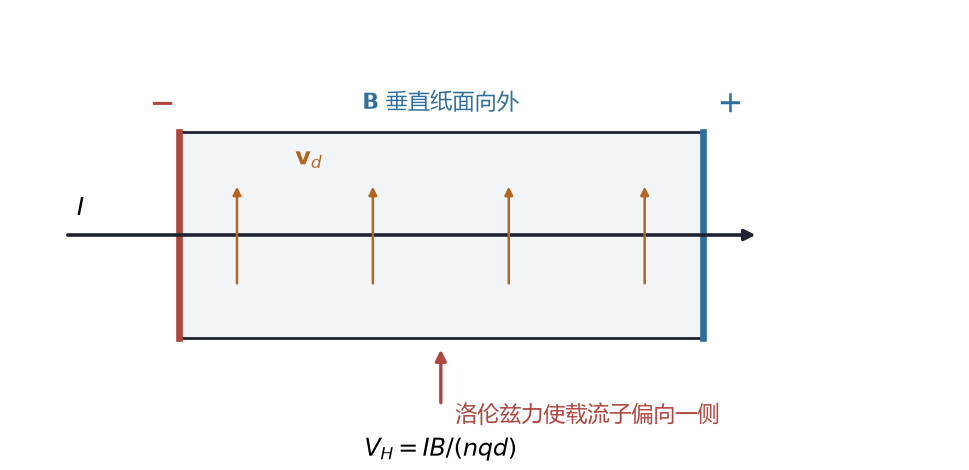 − B 垂直纸面向外 +
v_d
I
洛伦兹力使载流子偏向一侧
V_H = IB/(nqd)